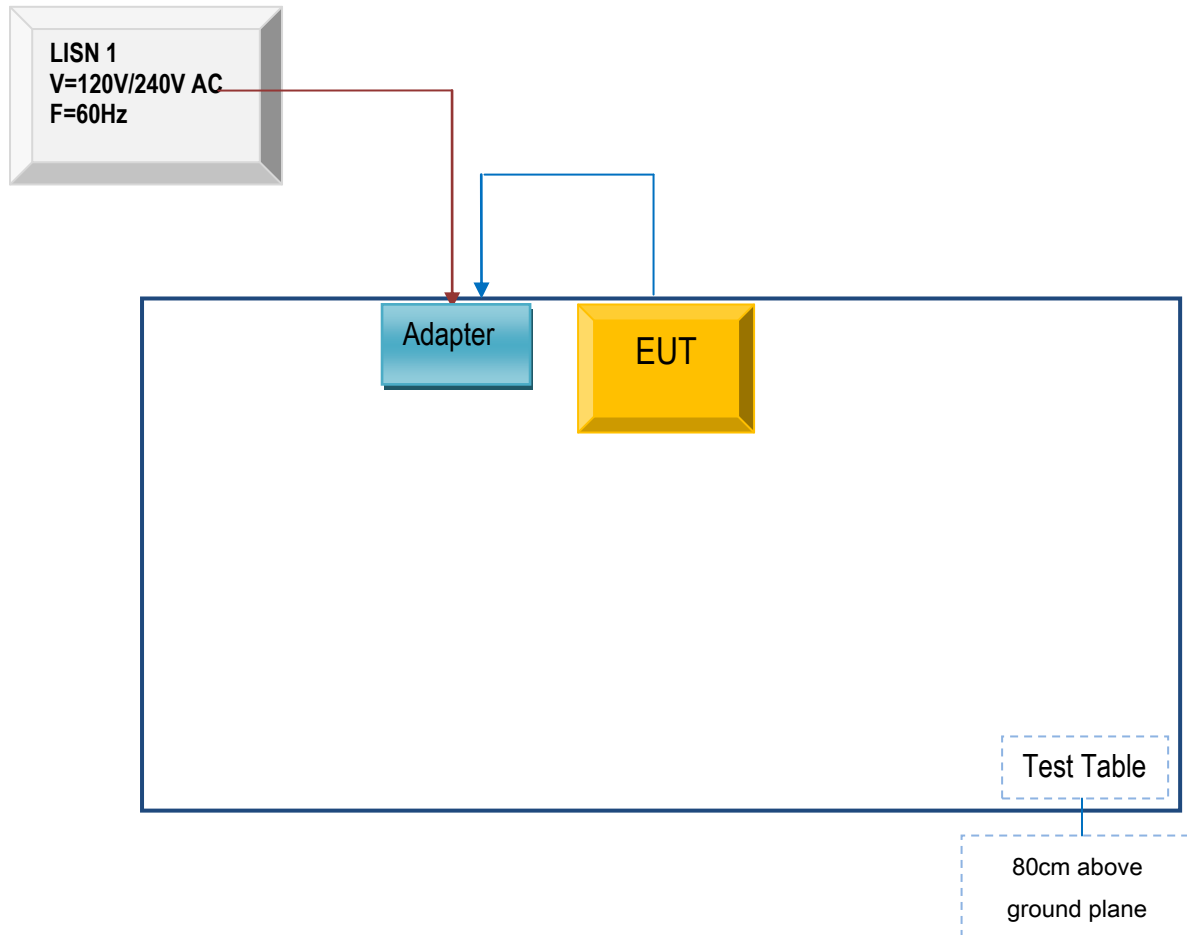 LISN 1
V=120V/240V AC
F=60Hz
Adapter
EUT
Test Table
80cm above
ground plane